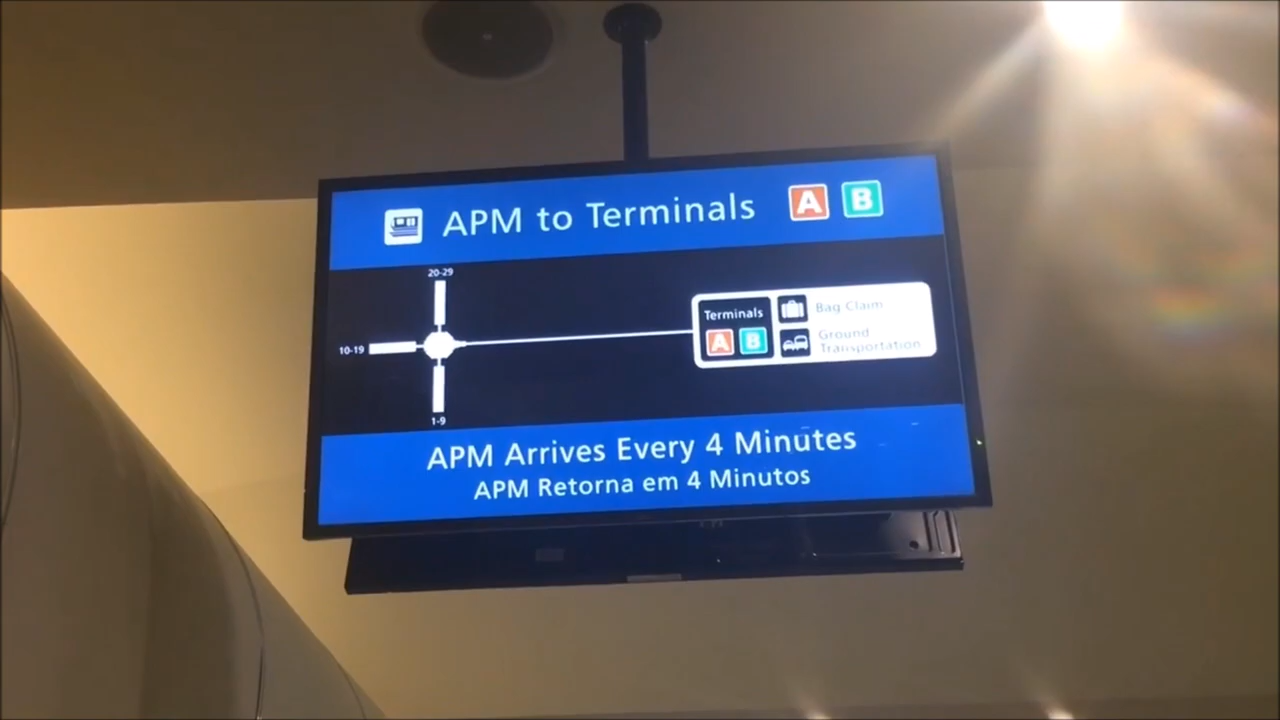 APM to Terminals A B
20-29
10-19
1-9
Terminals
A B
Bag Claim
Ground
Transportation
APM Arrives Every 4 Minutes
APM Retorna em 4 Minutos